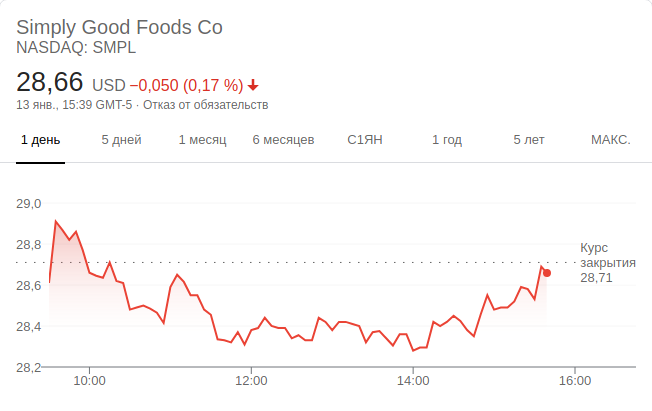 Simply Good Foods Co
NASDAQ: SMPL
28,66 USD −0,050 (0,17 %)
13 янв., 15:39 GMT-5 · Отказ от обязательств
1 день 5 дней 1 месяц 6 месяцев С1ЯН 1 год 5 лет МАКС.
29,0
28,8
Курс
закрытия
28,71
28,6
28,4
28,2
10:00 12:00 14:00 16:00